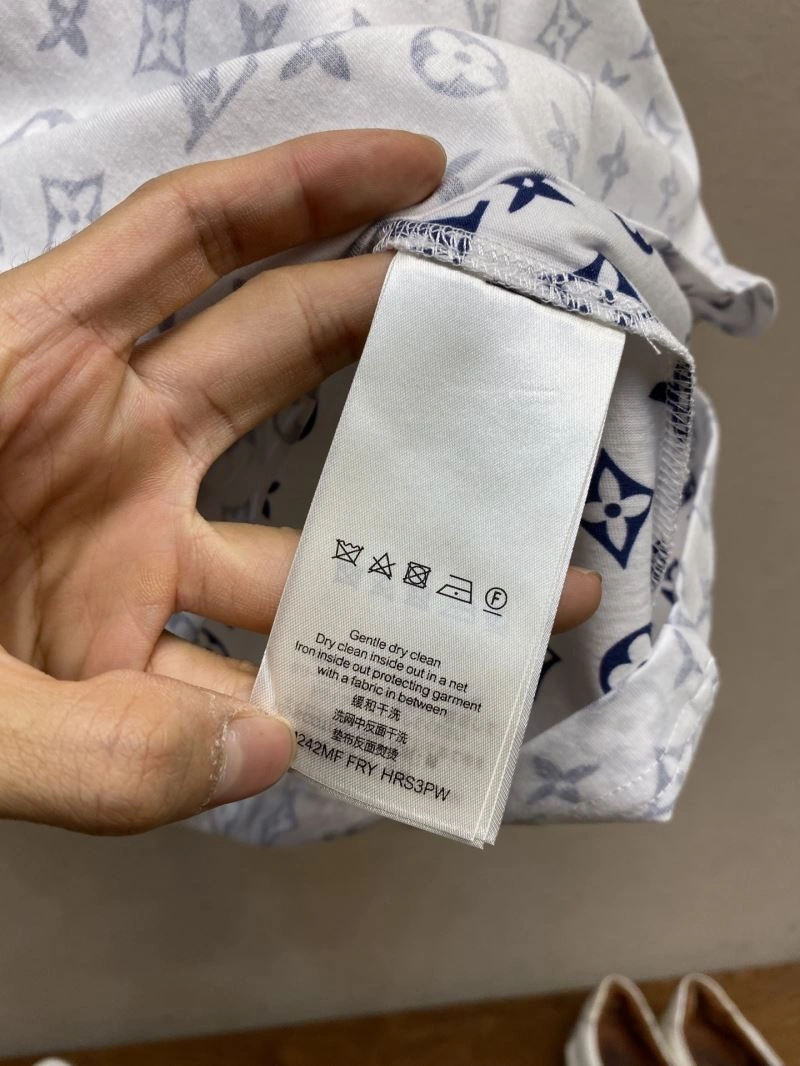 F
Gentle dry clean
Dry clean inside out in a net
Iron inside out protecting garment
with a fabric in between
缓和干洗
洗网中反面干洗
垫布反面熨烫
242MF FRY HRS3PW